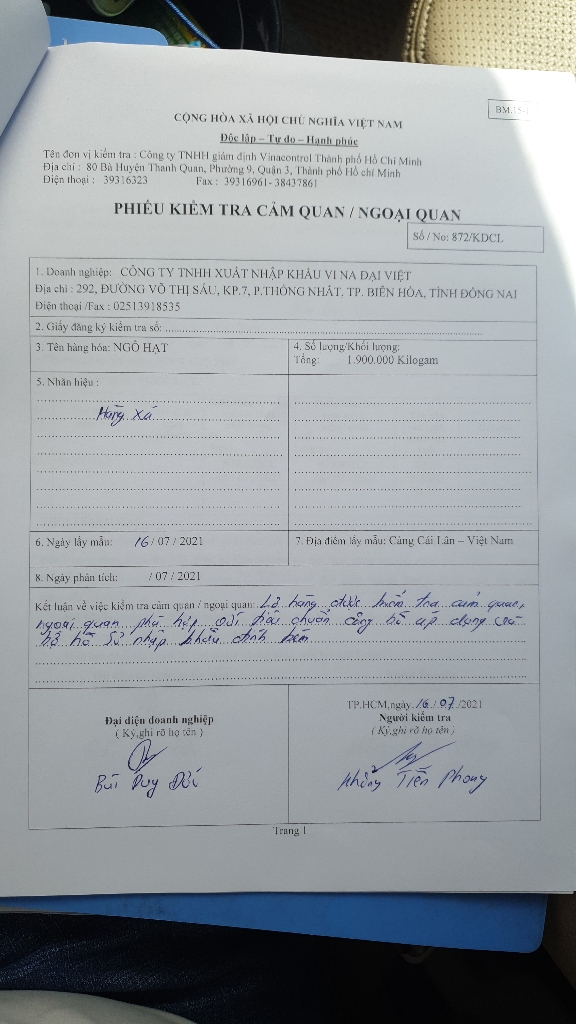 BM.15-1
CỘNG HÒA XÃ HỘI CHỦ NGHĨA VIỆT NAM
Độc lập – Tự do – Hạnh phúc
Tên đơn vị kiểm tra : Công ty TNHH giám định Vinacontrol Thành phố Hồ Chí Minh
Địa chỉ : 80 Bà Huyện Thanh Quan, Phường 9, Quận 3, Thành phố Hồ chí Minh
Điện thoại : 39316323 Fax : 39316961- 38437861
PHIẾU KIỂM TRA CẢM QUAN / NGOẠI QUAN
Số / No: 872/KDCL
1. Doanh nghiệp: CÔNG TY TNHH XUẤT NHẬP KHẨU VI NA ĐẠI VIỆT
Địa chỉ : 292, ĐƯỜNG VÕ THỊ SÁU, KP.7, P.THỐNG NHẤT, TP. BIÊN HÒA, TỈNH ĐỒNG NAI
Điện thoại /Fax : 02513918535
2. Giấy đăng ký kiểm tra số:
3. Tên hàng hóa: NGÔ HẠT
4. Số lượng/Khối lượng:
Tổng: 1.900.000 Kilogam
5. Nhãn hiệu :
Hàng xá
6. Ngày lấy mẫu: 16/ 07 / 2021
7. Địa điểm lấy mẫu: Cảng Cái Lân – Việt Nam
8. Ngày phân tích: / 07 / 2021
Kết luận về việc kiểm tra cảm quan / ngoại quan: Lô hàng được kiểm tra cảm quan,
ngoại quan phù hợp với tiêu chuẩn công bố áp dụng và
hồ sơ nhập khẩu đính kèm
TP.HCM,ngày 16 / 07 /2021
Đại diện doanh nghiệp
( Ký,ghi rõ họ tên )
Người kiểm tra
( Ký,ghi rõ họ tên )
Bùi Duy Đức
Khổng Tiến Phong
Trang 1